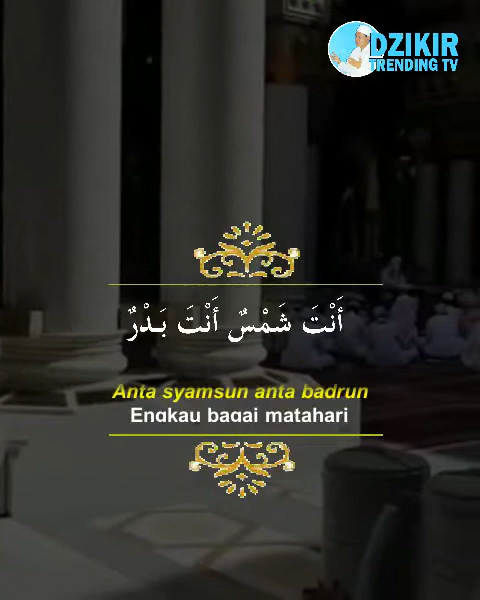 DZIKIR
TRENDING TV
أَنْتَ شَمْسٌ أَنْتَ بَدْرٌ
Anta syamsun anta badrun
Engkau bagai matahari